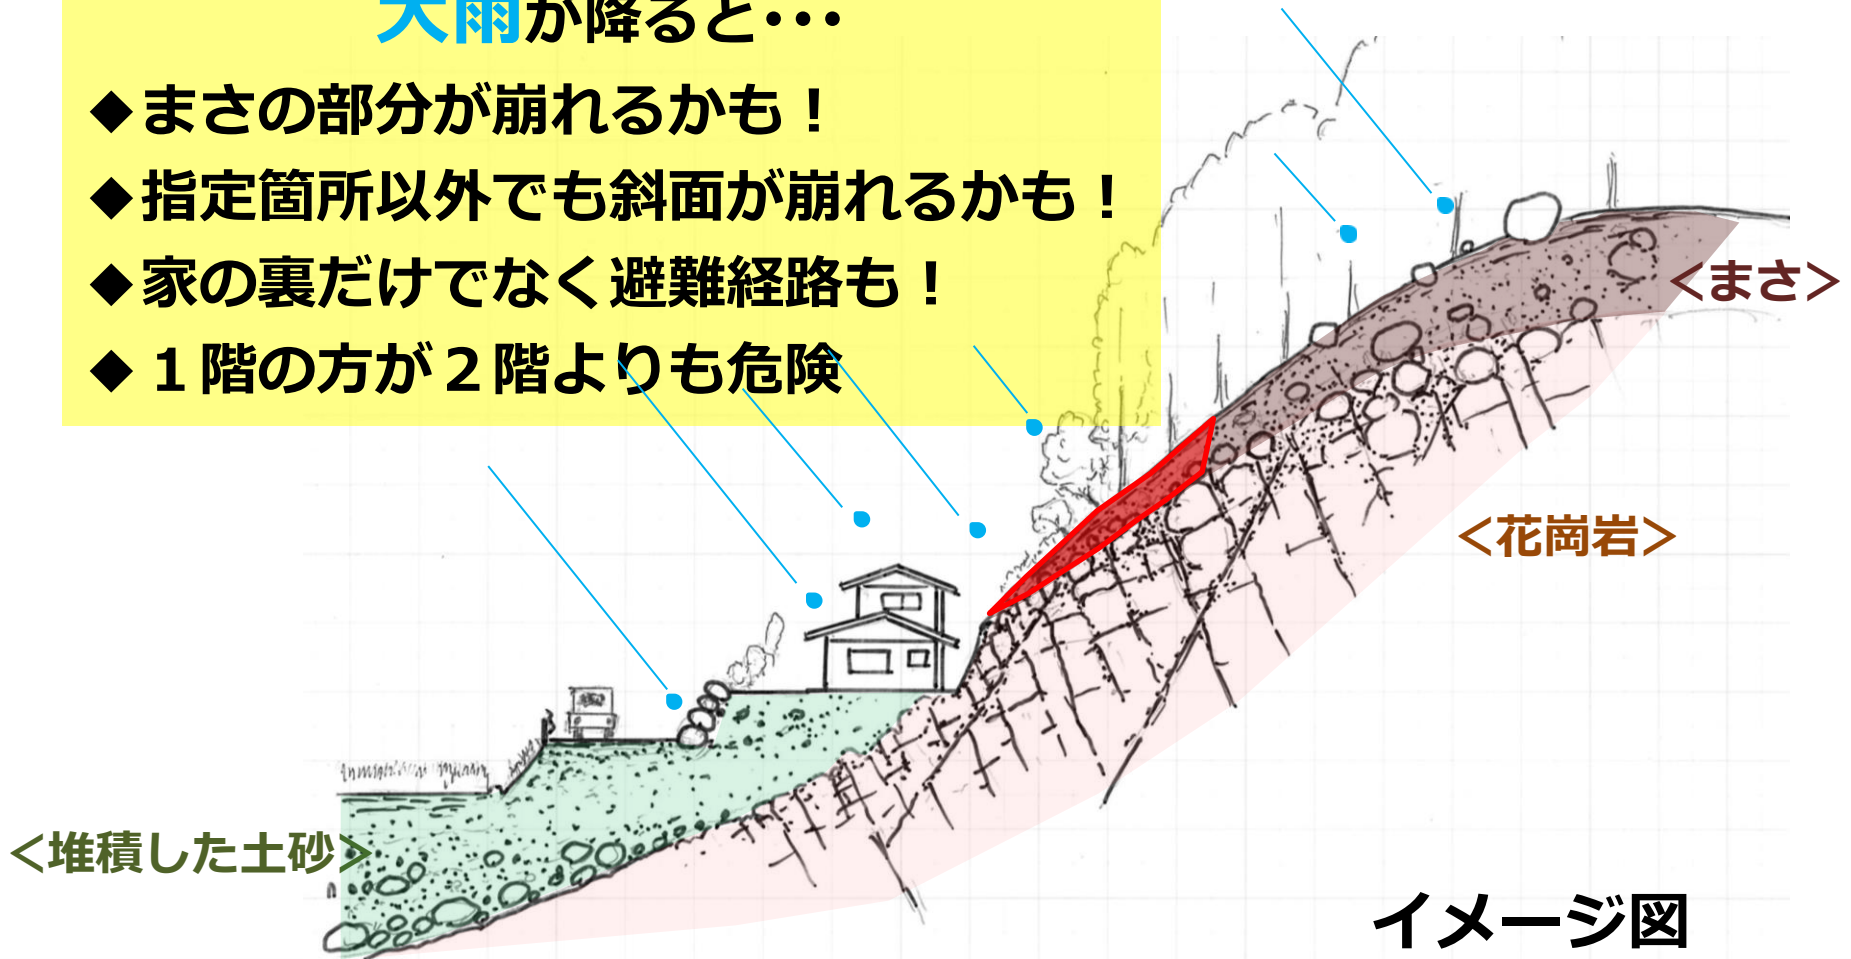 大雨が降ると･･･
◆まさの部分が崩れるかも！
◆指定箇所以外でも斜面が崩れるかも！
◆家の裏だけでなく避難経路も！
◆１階の方が２階よりも危険
＜まさ＞
＜花崗岩＞
＜堆積した土砂＞
イメージ図